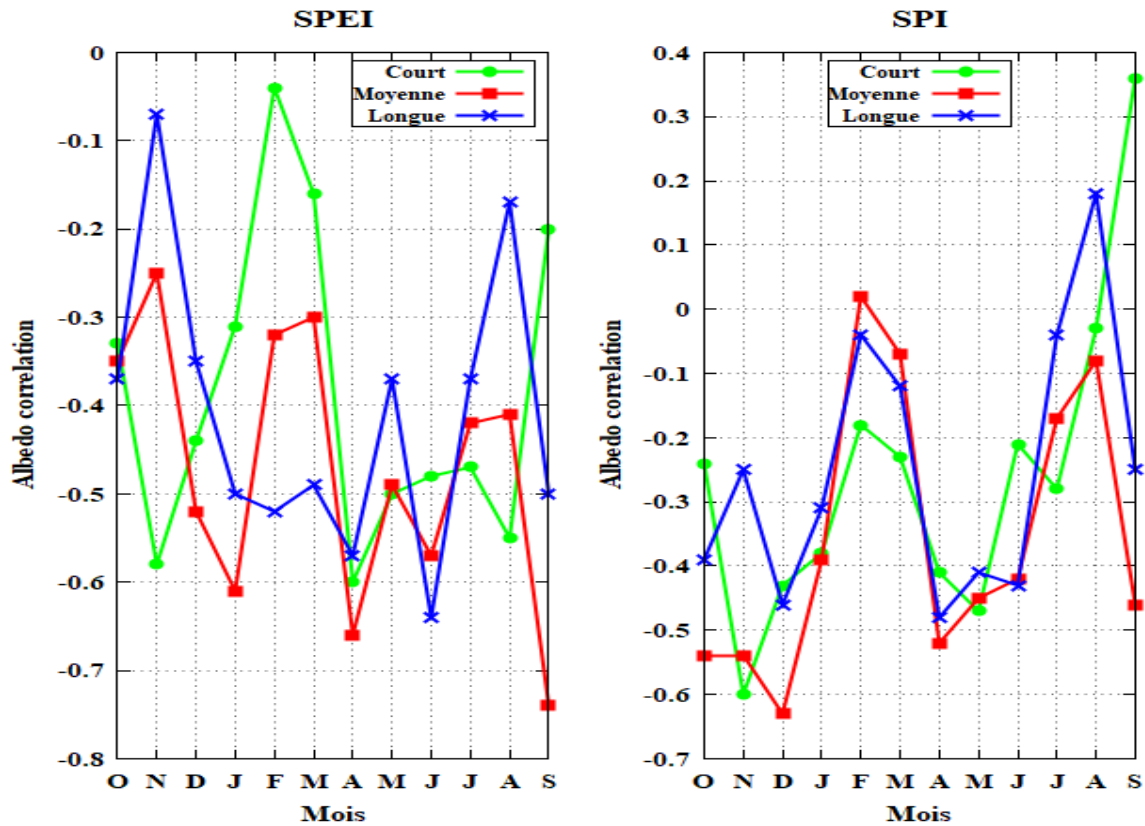 SPEI
Court
Moyenne
Longue
0
-0.1
-0.2
-0.3
-0.4
-0.5
-0.6
-0.7
-0.8
Albedo correlation
O N D J F M A M J J A S
Mois
SPI
Court
Moyenne
Longue
0.4
0.3
0.2
0.1
0
-0.1
-0.2
-0.3
-0.4
-0.5
-0.6
-0.7
Albedo correlation
O N D J F M A M J J A S
Mois